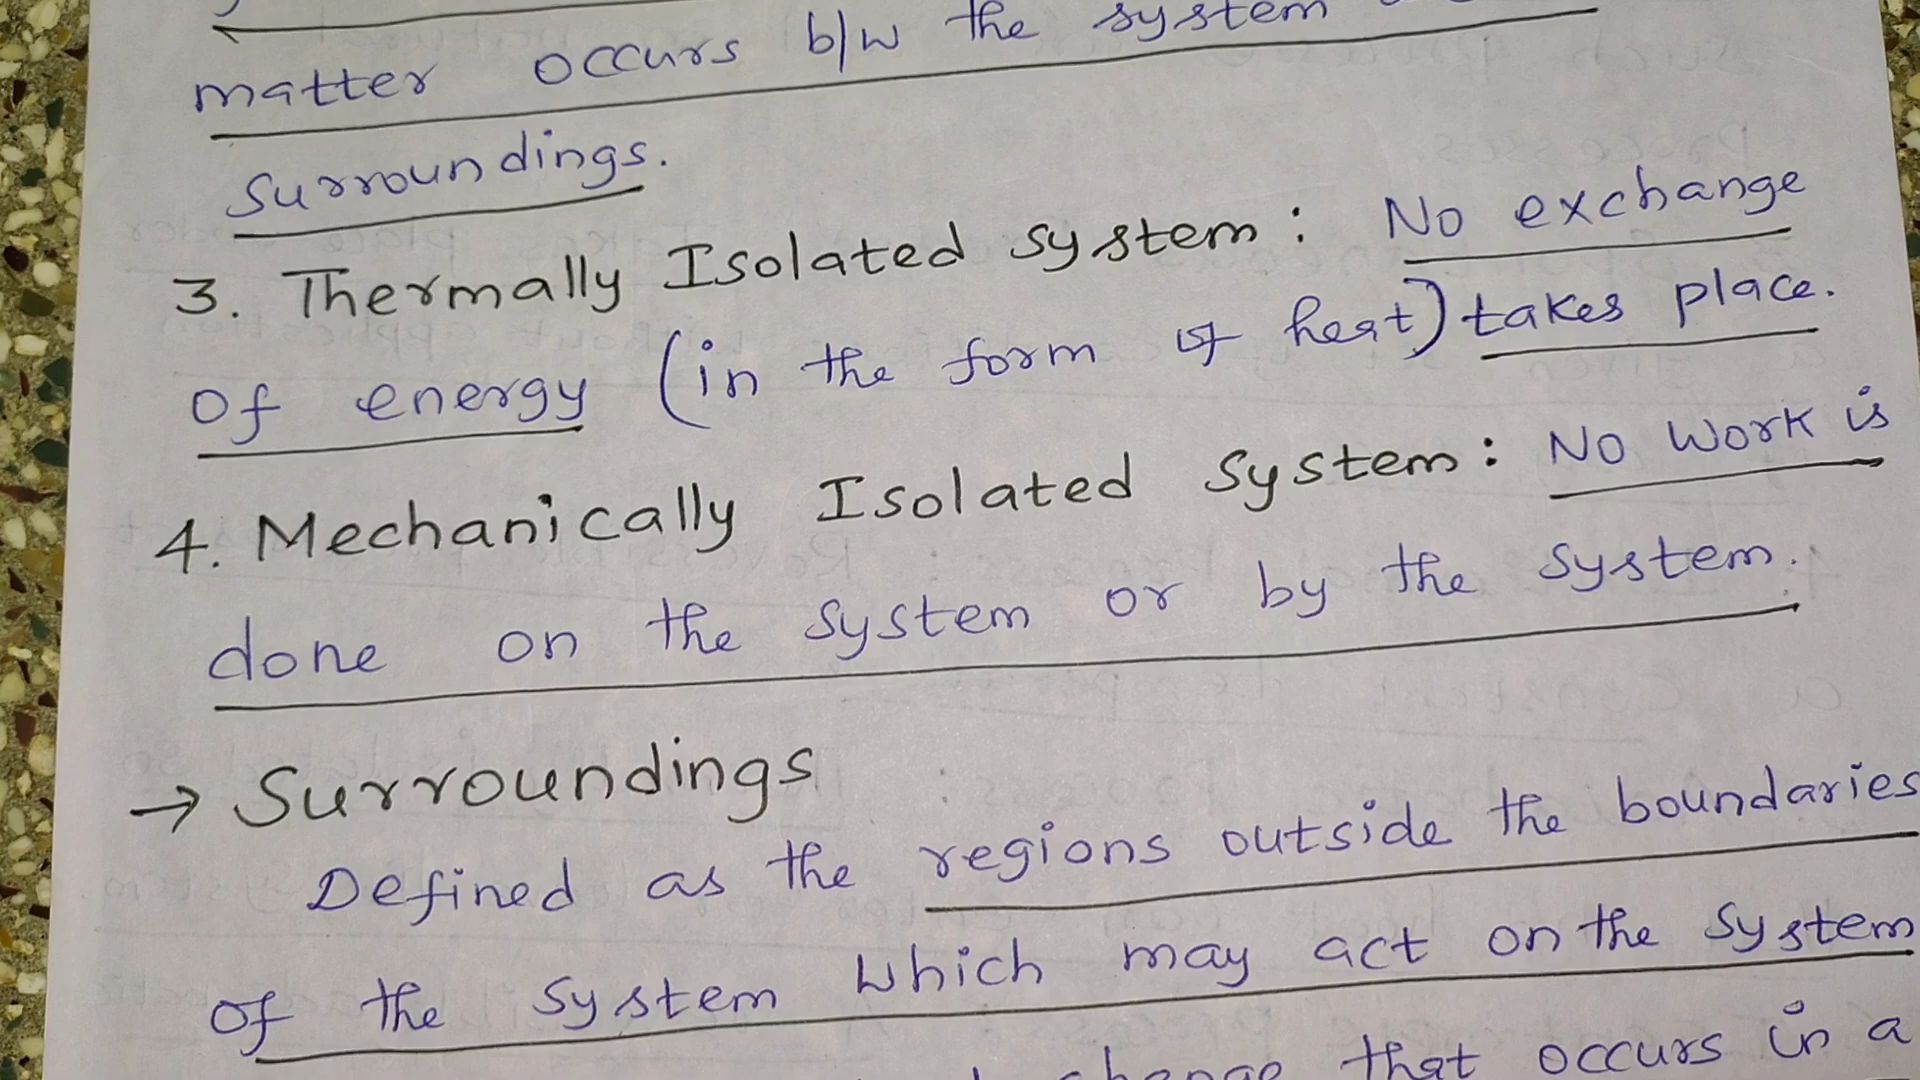 matter occurs b/w the system
surroundings.
3. Thermally Isolated system : No exchange
of energy (in the form of heat) takes place.
4. Mechanically Isolated system : No work is
done on the system or by the system.
→ Surroundings
Defined as the regions outside the boundaries
of the system which may act on the system
change that occurs in a